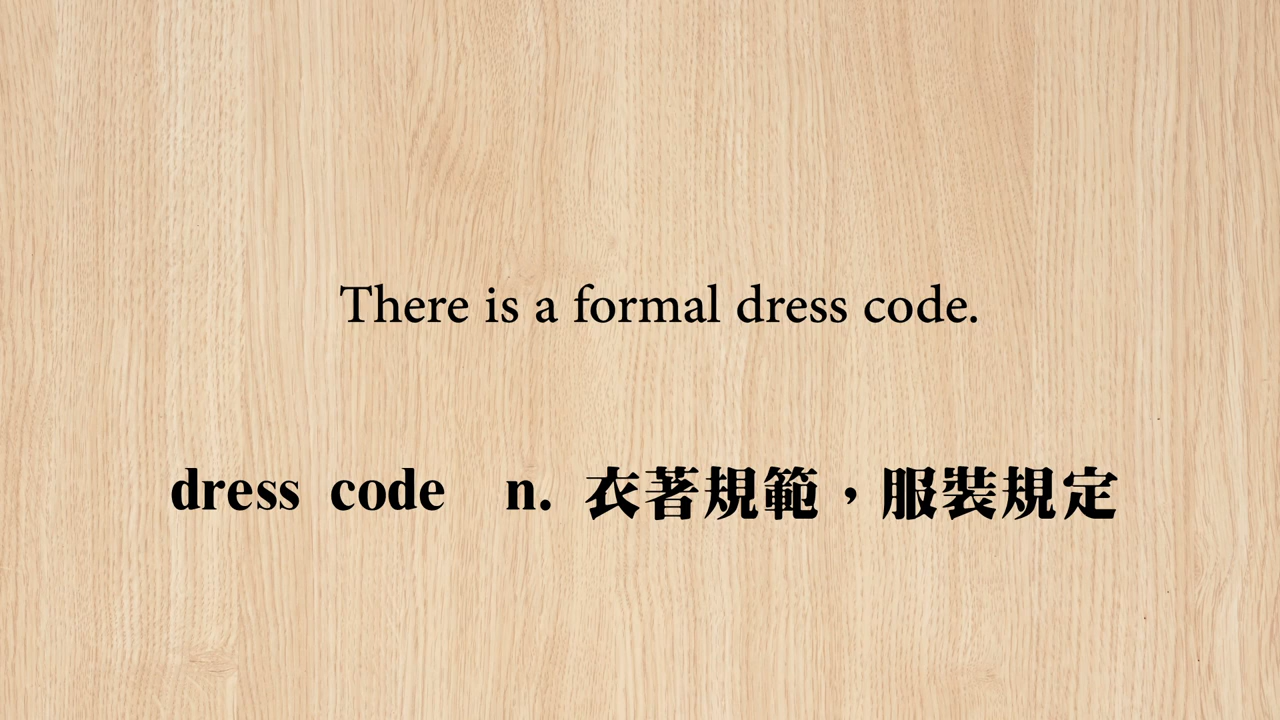 There is a formal dress code.
dress code n. 衣著規範，服裝規定